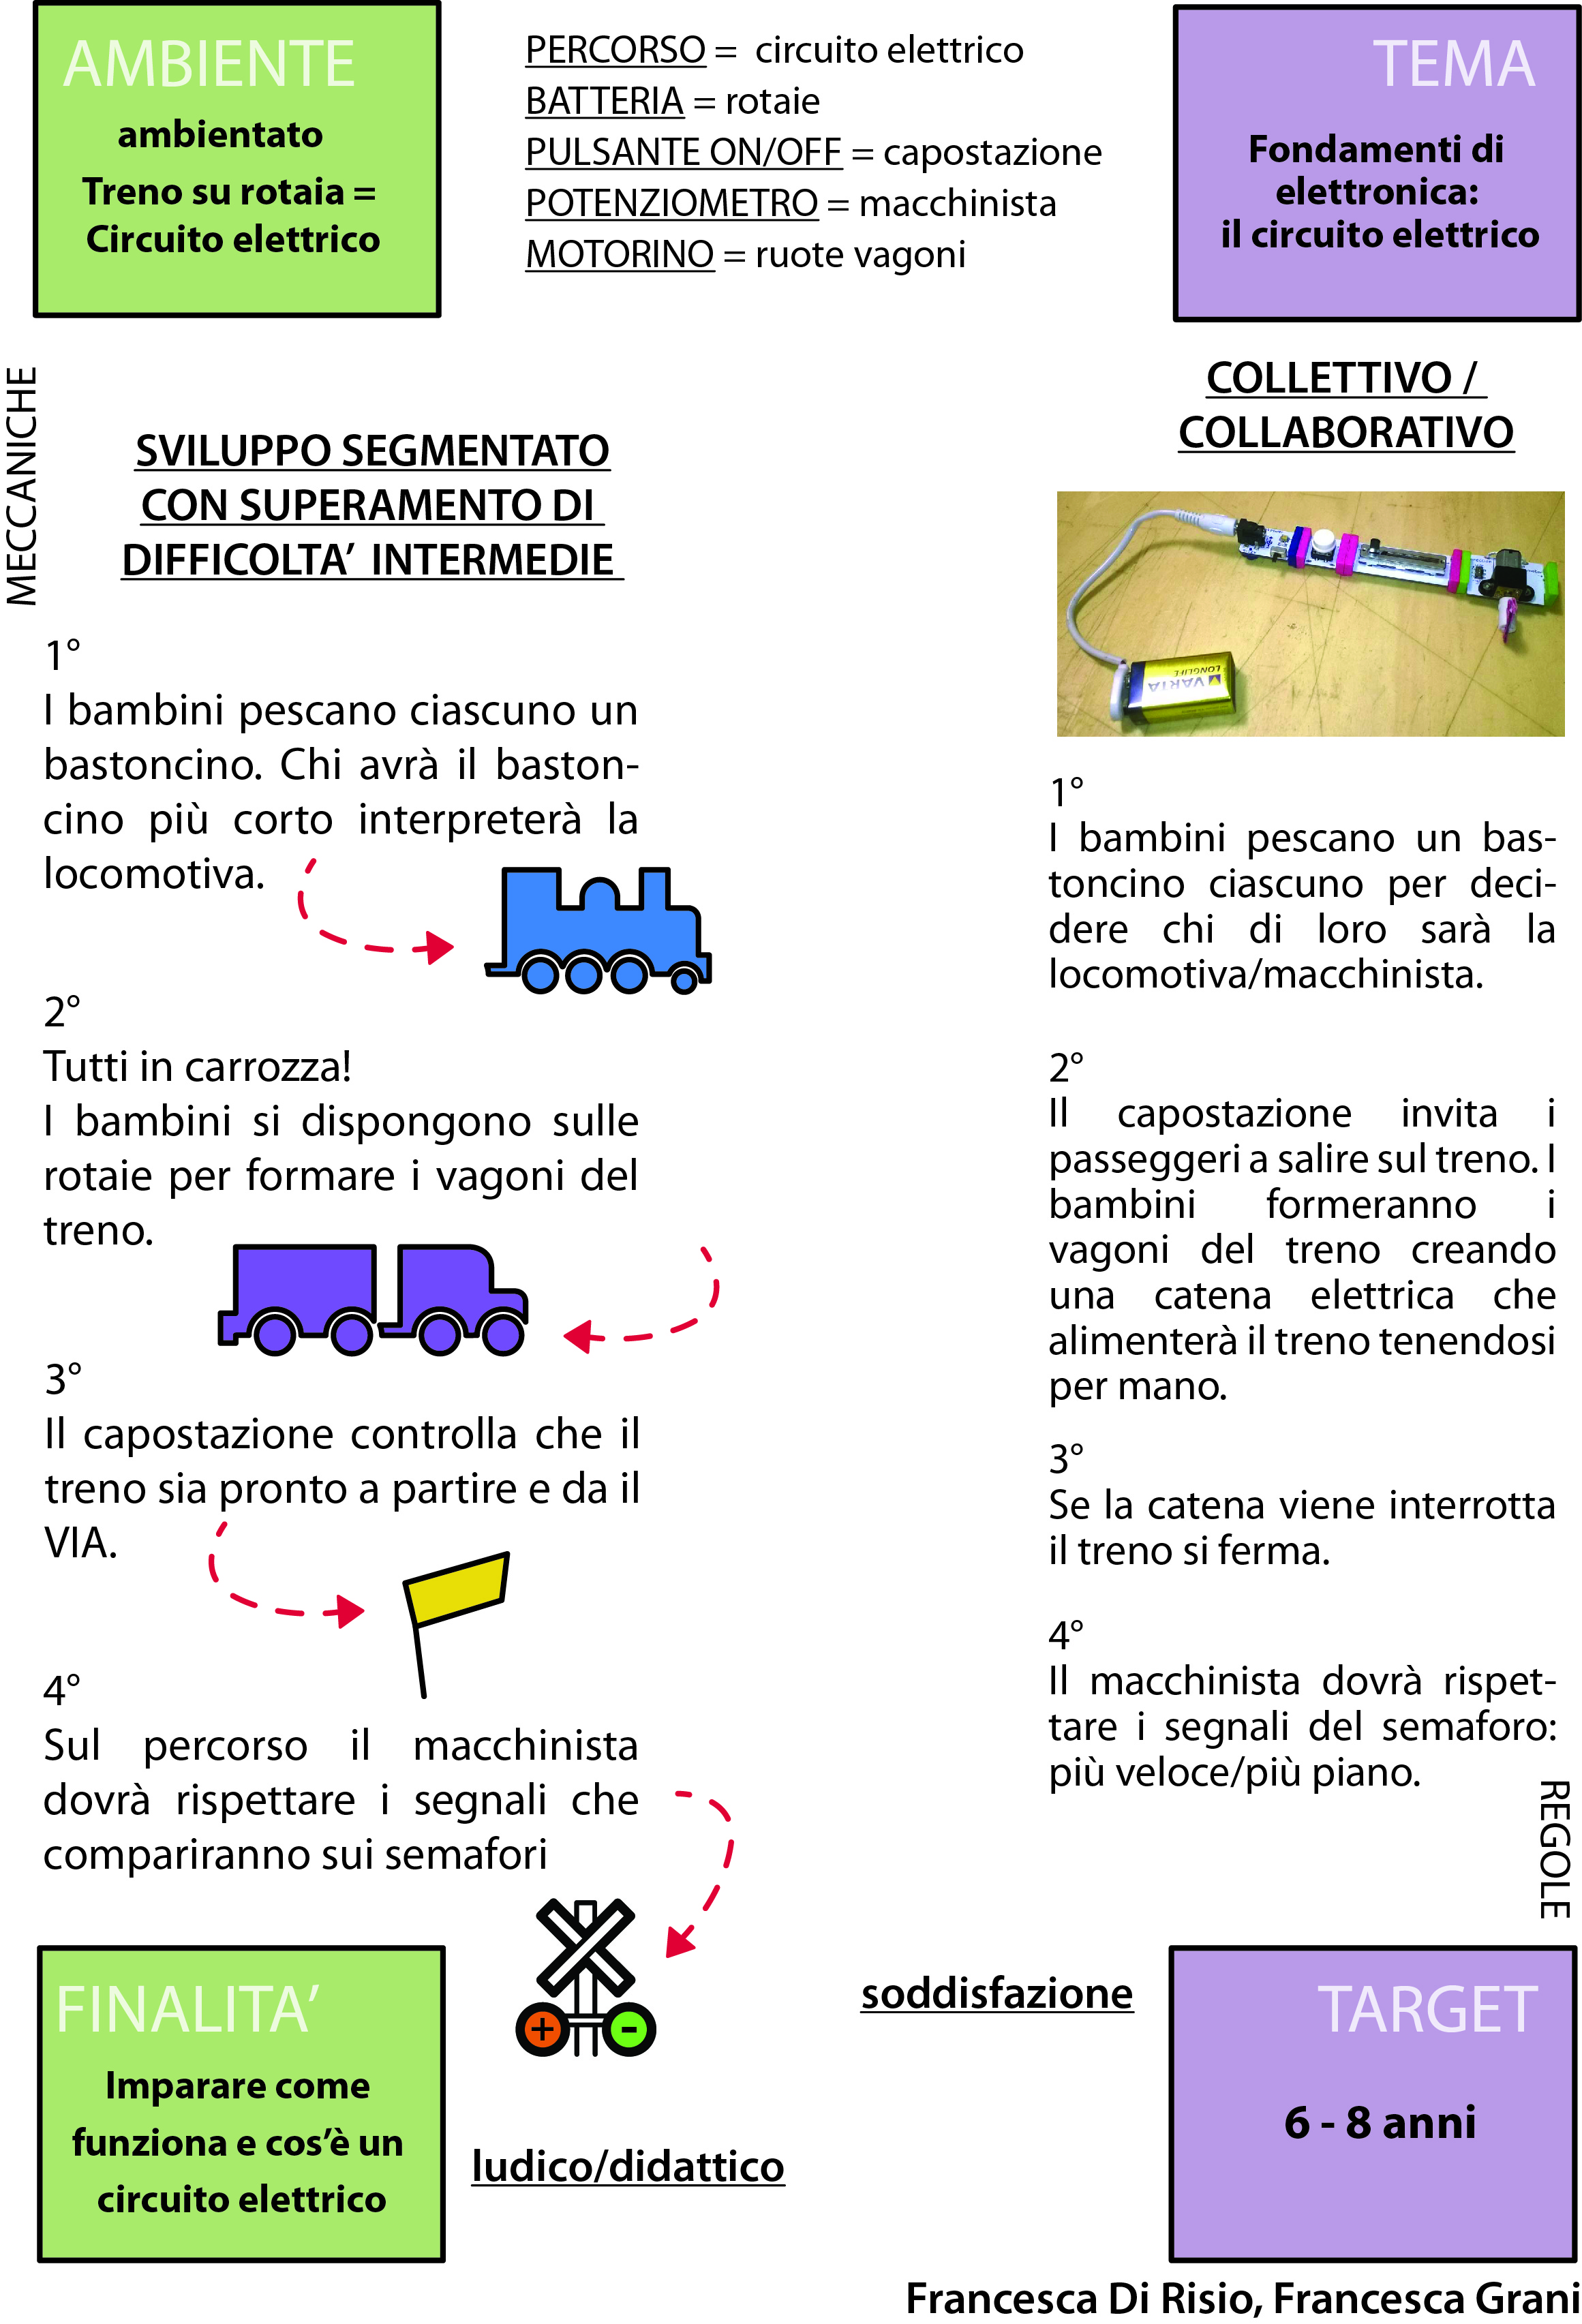 AMBIENTE
ambientato
Treno su rotaia =
Circuito elettrico
PERCORSO = circuito elettrico
BATTERIA = rotaie
PULSANTE ON/OFF = capostazione
POTENZIOMETRO = macchinista
MOTORINO = ruote vagoni
TEMA
Fondamenti di
elettronica:
il circuito elettrico
MECCANICHE
SVILUPPO SEGMENTATO
CON SUPERAMENTO DI
DIFFICOLTA’ INTERMEDIE
1°
I bambini pescano ciascuno un
bastoncino. Chi avrà il baston-
cino più corto interpreterà la
locomotiva.
2°
Tutti in carrozza!
I bambini si dispongono sulle
rotaie per formare i vagoni del
treno.
3°
Il capostazione controlla che il
treno sia pronto a partire e da il
VIA.
4°
Sul percorso il macchinista
dovrà rispettare i segnali che
compariranno sui semafori
+ -
COLLETTIVO /
COLLABORATIVO
VARTA
LONGLIFE
1°
I bambini pescano un bas-
toncino ciascuno per deci-
dere chi di loro sarà la
locomotiva/macchinista.
2°
Il capostazione invita i
passeggeri a salire sul treno. I
bambini formeranno i
vagoni del treno creando
una catena elettrica che
alimenterà il treno tenendosi
per mano.
3°
Se la catena viene interrotta
il treno si ferma.
4°
Il macchinista dovrà rispet-
tare i segnali del semaforo:
più veloce/più piano.
REGOLE
FINALITA’
Imparare come
funziona e cos’è un
circuito elettrico
ludico/didattico
soddisfazione
TARGET
6 - 8 anni
Francesca Di Risio, Francesca Grani